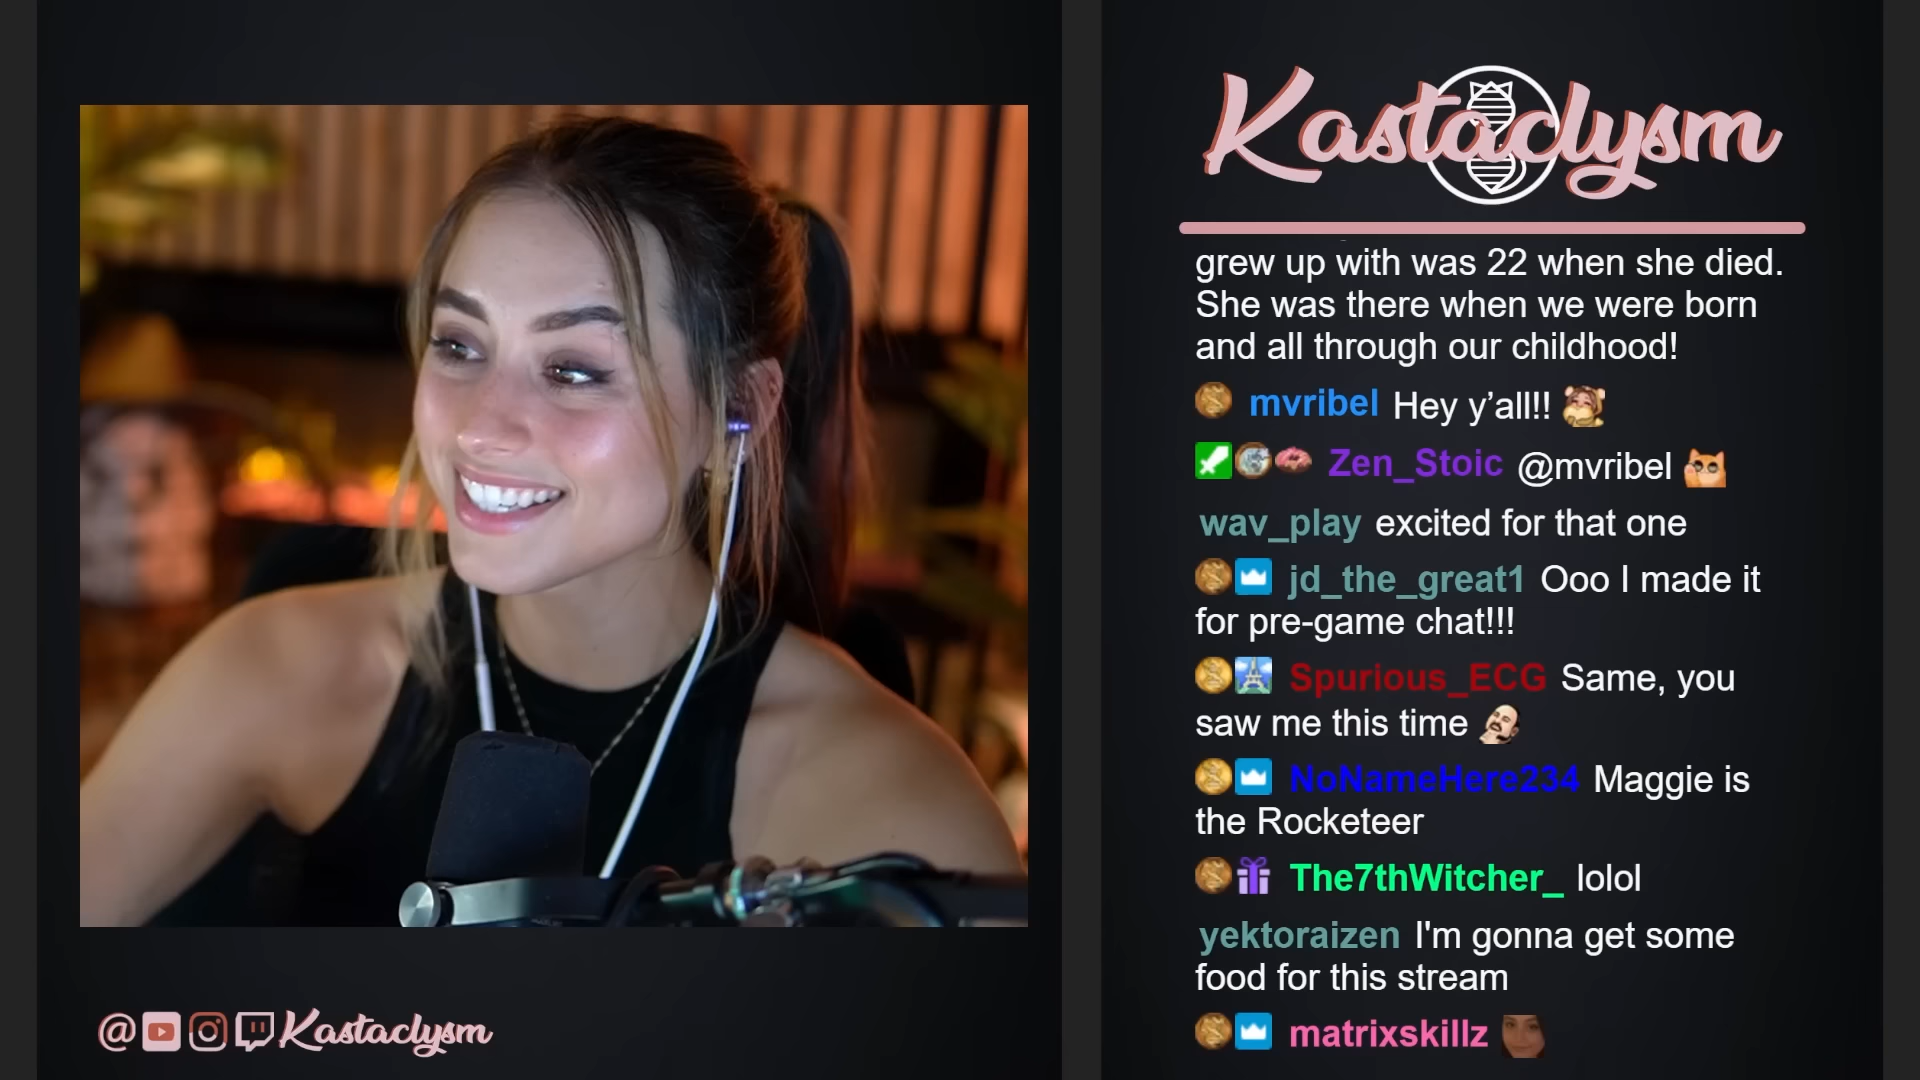 Kastaclysm
grew up with was 22 when she died.
She was there when we were born
and all through our childhood!
mvribel Hey y’all!!
Zen_Stoic @mvribel
wav_play excited for that one
jd_the_great1 Ooo I made it
for pre-game chat!!!
Spurious_ECG Same, you
saw me this time
NoNameHere234 Maggie is
the Rocketeer
The7thWitcher_ lolol
yektoraizen I'm gonna get some
food for this stream
matrixskillz
@ Kastaclysm